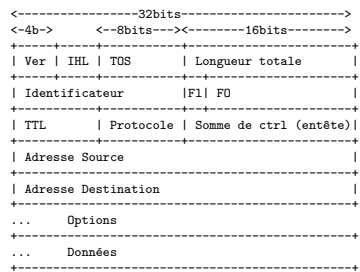 <-----------------32bits------------------->
<-4b->     <--8bits---><--------16bits-------->
| Ver | IHL | TOS | Longueur totale |
| Identificateur |Fl| FO |
| TTL | Protocole | Somme de ctrl (entête)|
| Adresse Source |
| Adresse Destination |
... Options
... Données